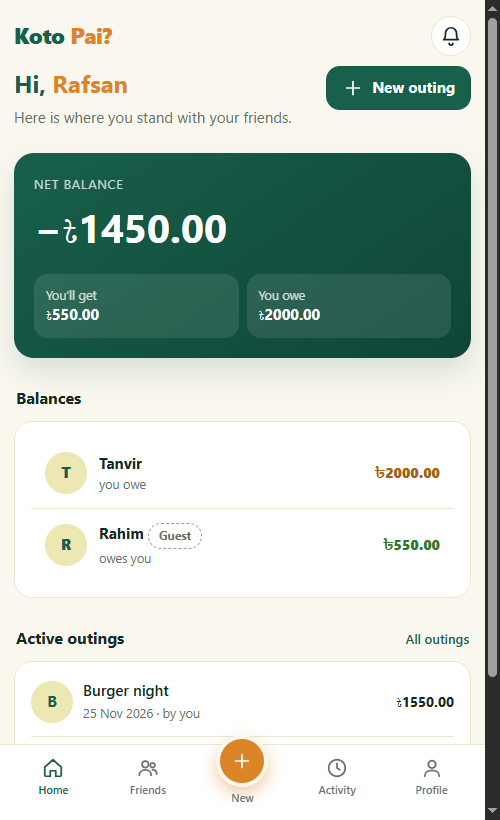 Koto Pai?
Hi, Rafsan
+ New outing
Here is where you stand with your friends.
NET BALANCE
−৳1450.00
You'll get
৳550.00
You owe
৳2000.00
Balances
T
Tanvir
you owe
৳2000.00
R
Rahim Guest
owes you
৳550.00
Active outings
All outings
B
Burger night
25 Nov 2026 · by you
৳1550.00
Home
Friends
New
Activity
Profile